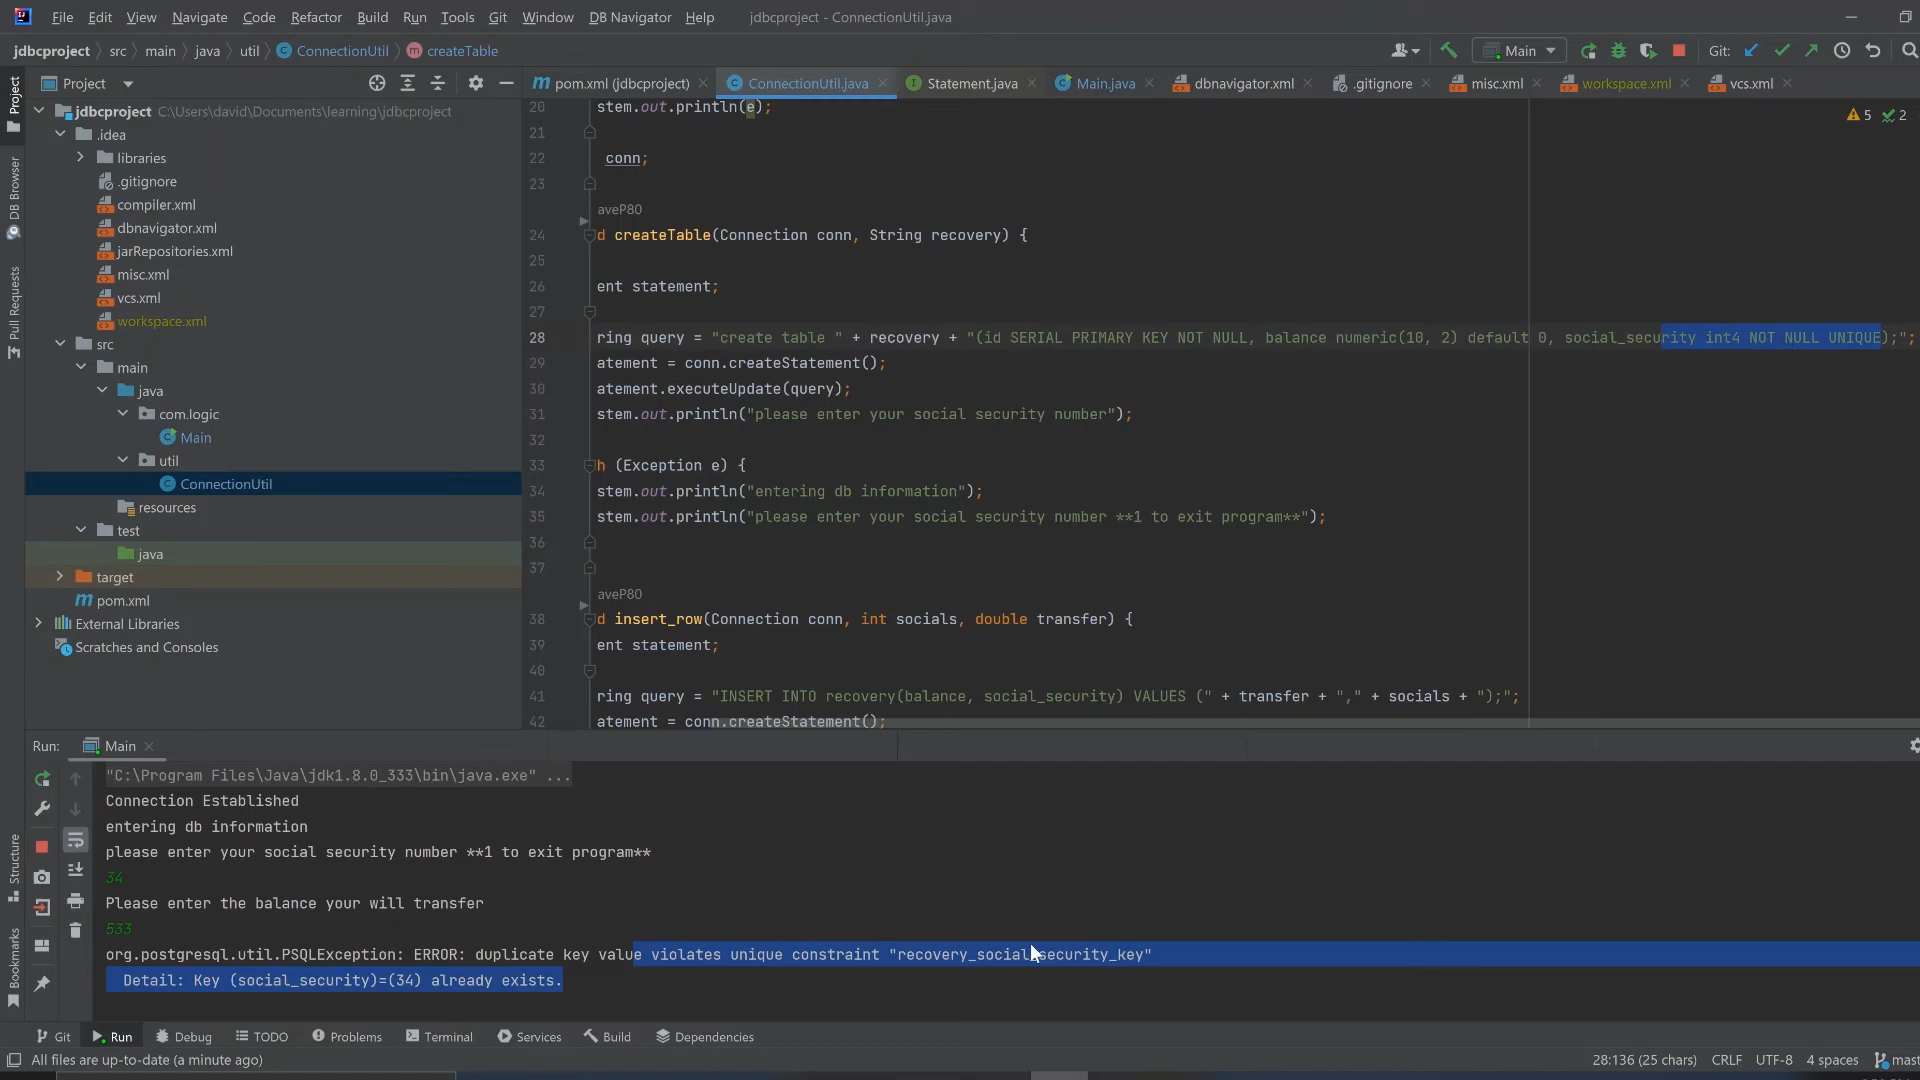 File Edit View Navigate Code Refactor Build Run Tools Git Window DB Navigator Help jdbcproject - ConnectionUtil.java
jdbcproject src main java util ConnectionUtil createTable Main Git:
Project pom.xml (jdbcproject) ConnectionUtil.java Statement.java Main.java dbnavigator.xml .gitignore misc.xml workspace.xml vcs.xml
Project
DB Browser
Pull Requests
Structure
Bookmarks
jdbcproject C:\Users\david\Documents\learning\jdbcproject
.idea
libraries
.gitignore
compiler.xml
dbnavigator.xml
jarRepositories.xml
misc.xml
vcs.xml
workspace.xml
src
main
java
com.logic
Main
util
ConnectionUtil
resources
test
java
target
pom.xml
External Libraries
Scratches and Consoles
5 2
20 stem.out.println(e);
21
22 conn;
23
aveP80
24 d createTable(Connection conn, String recovery) {
25
26 ent statement;
27
28 ring query = "create table " + recovery + "(id SERIAL PRIMARY KEY NOT NULL, balance numeric(10, 2) default 0, social_security int4 NOT NULL UNIQUE);";
29 atement = conn.createStatement();
30 atement.executeUpdate(query);
31 stem.out.println("please enter your social security number");
32
33 h (Exception e) {
34 stem.out.println("entering db information");
35 stem.out.println("please enter your social security number **1 to exit program**");
36
37
aveP80
38 d insert_row(Connection conn, int socials, double transfer) {
39 ent statement;
40
41 ring query = "INSERT INTO recovery(balance, social_security) VALUES (" + transfer + "," + socials + ");";
42 atement = conn.createStatement();
Run: Main
"C:\Program Files\Java\jdk1.8.0_333\bin\java.exe" ...
Connection Established
entering db information
please enter your social security number **1 to exit program**
34
Please enter the balance your will transfer
533
org.postgresql.util.PSQLException: ERROR: duplicate key value violates unique constraint "recovery_social_security_key"
Detail: Key (social_security)=(34) already exists.
Git Run Debug TODO Problems Terminal Services Build Dependencies
All files are up-to-date (a minute ago) 28:136 (25 chars) CRLF UTF-8 4 spaces mast